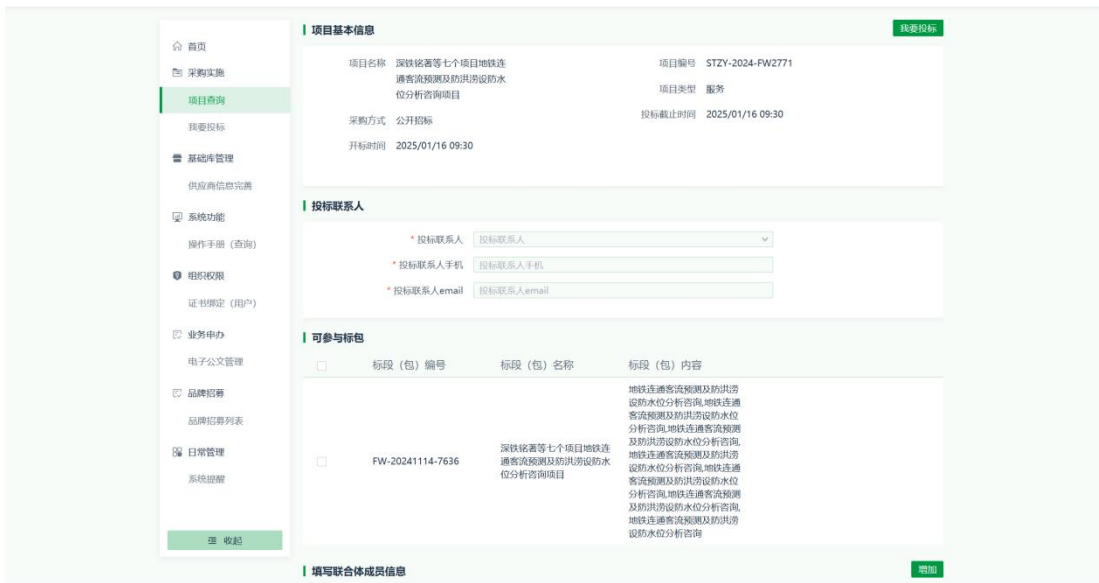 首页
采购实施
项目查询
我要投标
基础库管理
供应商信息完善
系统功能
操作手册（查询）
组织权限
证书绑定（用户）
业务申办
电子公文管理
品牌招募
品牌招募列表
日常管理
系统提醒
收起
项目基本信息
我要投标
项目名称 深铁铭著等七个项目地铁连
通客流预测及防洪涝设防水
位分析咨询项目
项目编号 STZY-2024-FW2771
项目类型 服务
采购方式 公开招标
投标截止时间 2025/01/16 09:30
开标时间 2025/01/16 09:30
投标联系人
* 投标联系人 投标联系人
* 投标联系人手机 投标联系人手机
* 投标联系人email 投标联系人email
可参与标包
标段（包）编号 标段（包）名称 标段（包）内容
FW-20241114-7636
深铁铭著等七个项目地铁连
通客流预测及防洪涝设防水
位分析咨询项目
地铁连通客流预测及防洪涝
设防水位分析咨询,地铁连通
客流预测及防洪涝设防水位
分析咨询,地铁连通客流预测
及防洪涝设防水位分析咨询,
地铁连通客流预测及防洪涝
设防水位分析咨询,地铁连通
客流预测及防洪涝设防水位
分析咨询,地铁连通客流预测
及防洪涝设防水位分析咨询,
地铁连通客流预测及防洪涝
设防水位分析咨询
填写联合体成员信息
增加